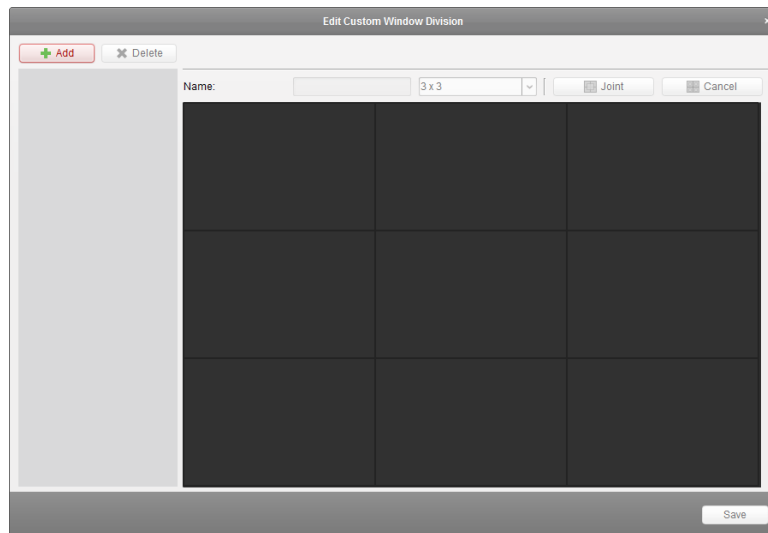 Edit Custom Window Division
Add
Delete
Name:
3 x 3
Joint
Cancel
Save